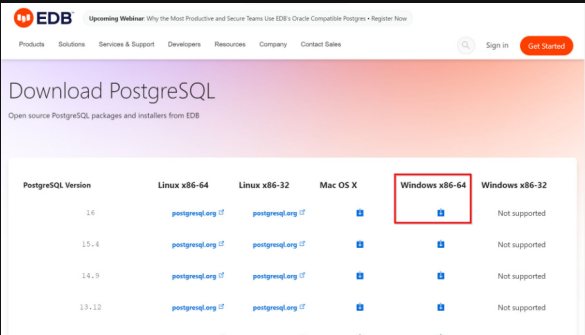 EDB Upcoming Webinar Why the Most Productive and Secure Teams Use EDB's Oracle Compatible Postgres • Register Now
Products Solutions Services & Support Developers Resources Company Contact Sales Sign in Get Started
Download PostgreSQL
Open source PostgreSQL packages and installers from EDB
PostgreSQL Version Linux x86-64 Linux x86-32 Mac OS X Windows x86-64 Windows x86-32
16 postgresql.org postgresql.org Not supported
15.4 postgresql.org postgresql.org Not supported
14.9 postgresql.org postgresql.org Not supported
13.12 postgresql.org postgresql.org Not supported